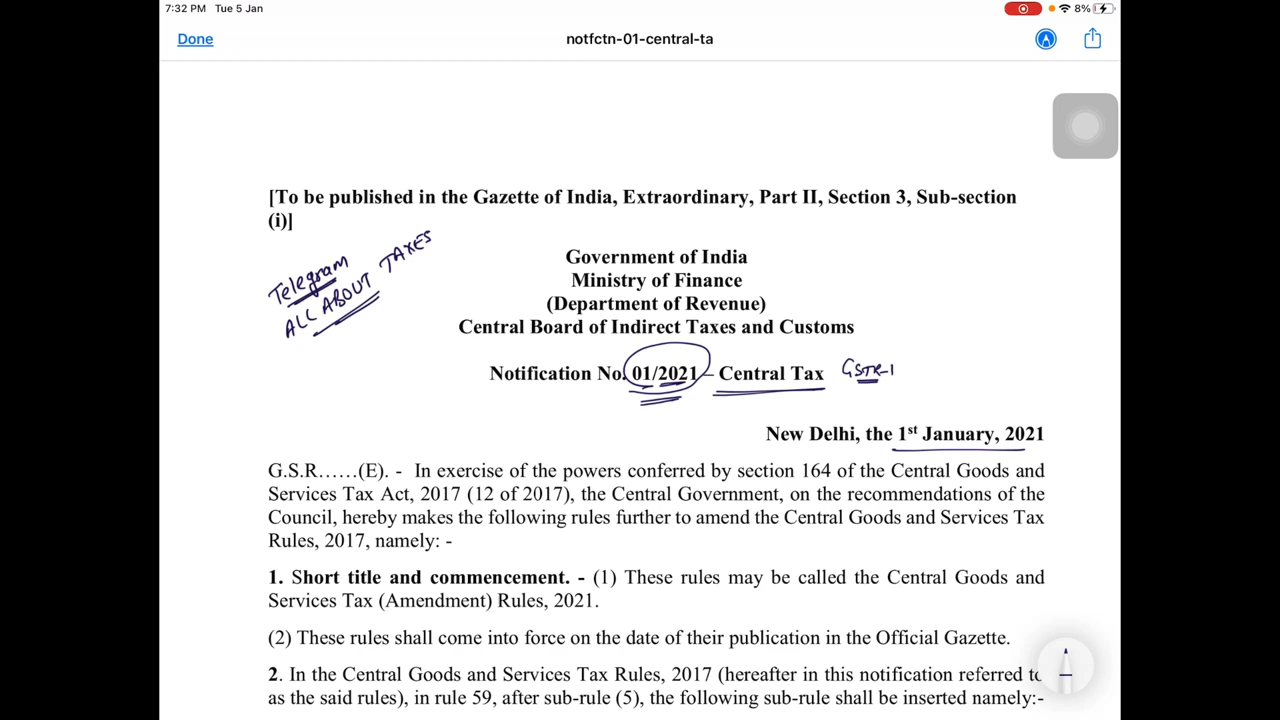 7:32 PM Tue 5 Jan
8%
Done
notfctn-01-central-ta
[To be published in the Gazette of India, Extraordinary, Part II, Section 3, Sub-section
(i)]
Telegram
ALL ABOUT TAXES
Government of India
Ministry of Finance
(Department of Revenue)
Central Board of Indirect Taxes and Customs
Notification No. 01/2021 – Central Tax GSTR-1
New Delhi, the 1st January, 2021
G.S.R......(E). - In exercise of the powers conferred by section 164 of the Central Goods and
Services Tax Act, 2017 (12 of 2017), the Central Government, on the recommendations of the
Council, hereby makes the following rules further to amend the Central Goods and Services Tax
Rules, 2017, namely: -
1. Short title and commencement. - (1) These rules may be called the Central Goods and
Services Tax (Amendment) Rules, 2021.
(2) These rules shall come into force on the date of their publication in the Official Gazette.
2. In the Central Goods and Services Tax Rules, 2017 (hereafter in this notification referred to
as the said rules), in rule 59, after sub-rule (5), the following sub-rule shall be inserted namely:-